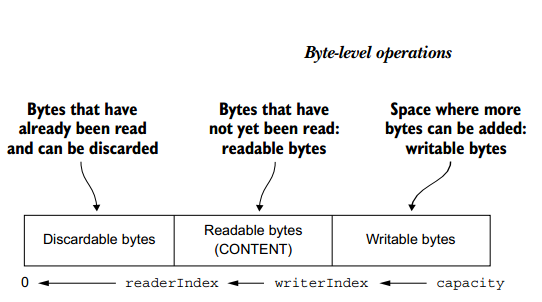 Byte-level operations
Bytes that have
already been read
and can be discarded
Bytes that have
not yet been read:
readable bytes
Space where more
bytes can be added:
writable bytes
Discardable bytes
Readable bytes
(CONTENT)
Writable bytes
0 readerIndex writerIndex capacity